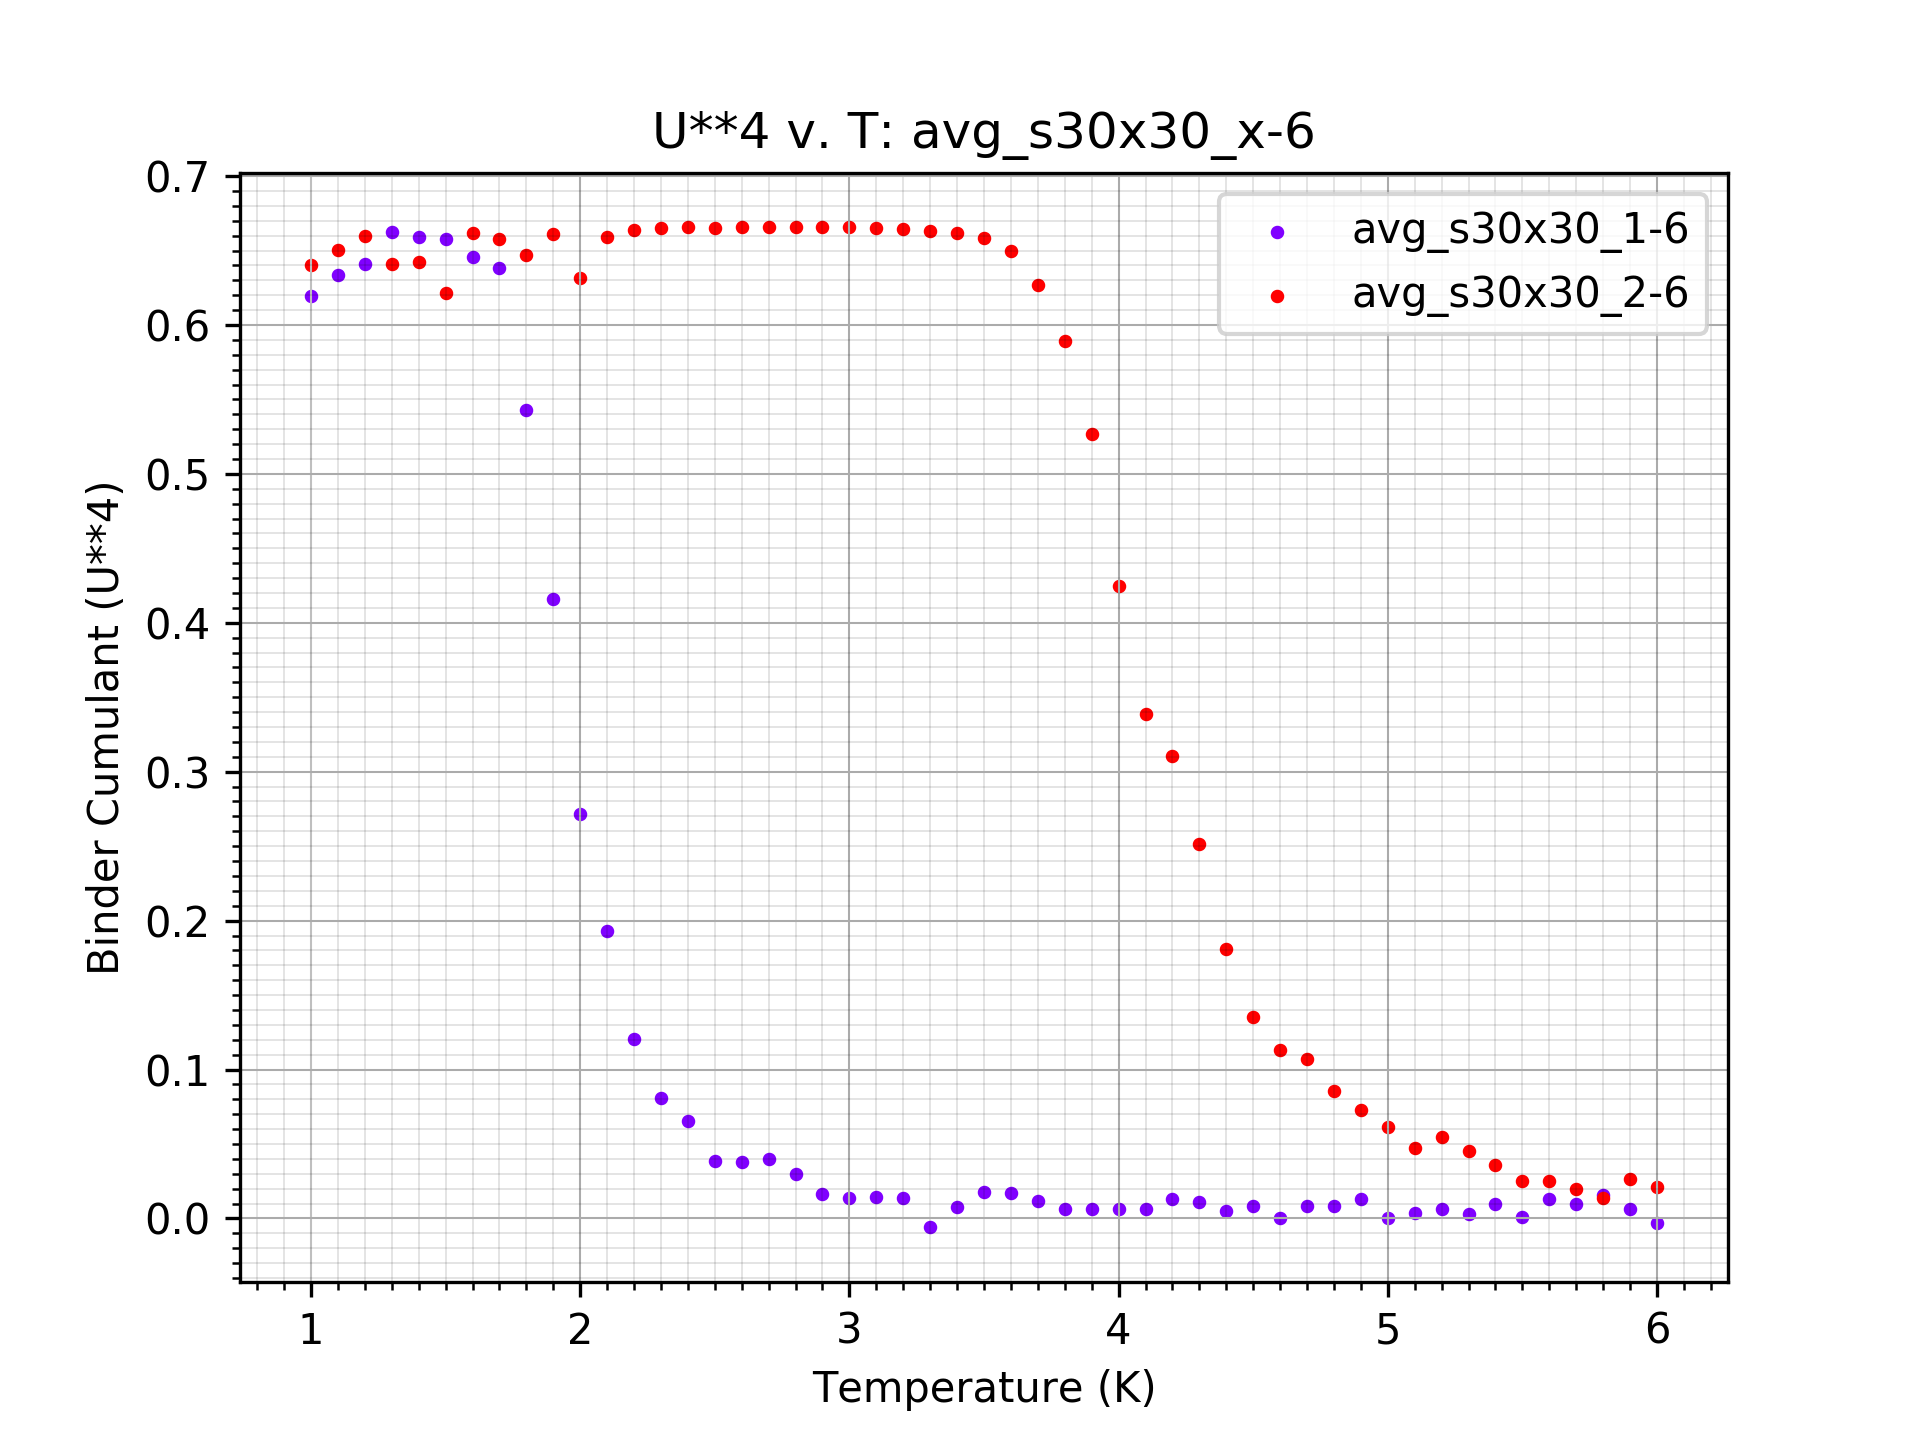 U**4 v. T: avg_s30x30_x-6
avg_s30x30_1-6
avg_s30x30_2-6
0.7
0.6
0.5
0.4
0.3
0.2
0.1
0.0
Binder Cumulant (U**4)
1 2 3 4 5 6
Temperature (K)